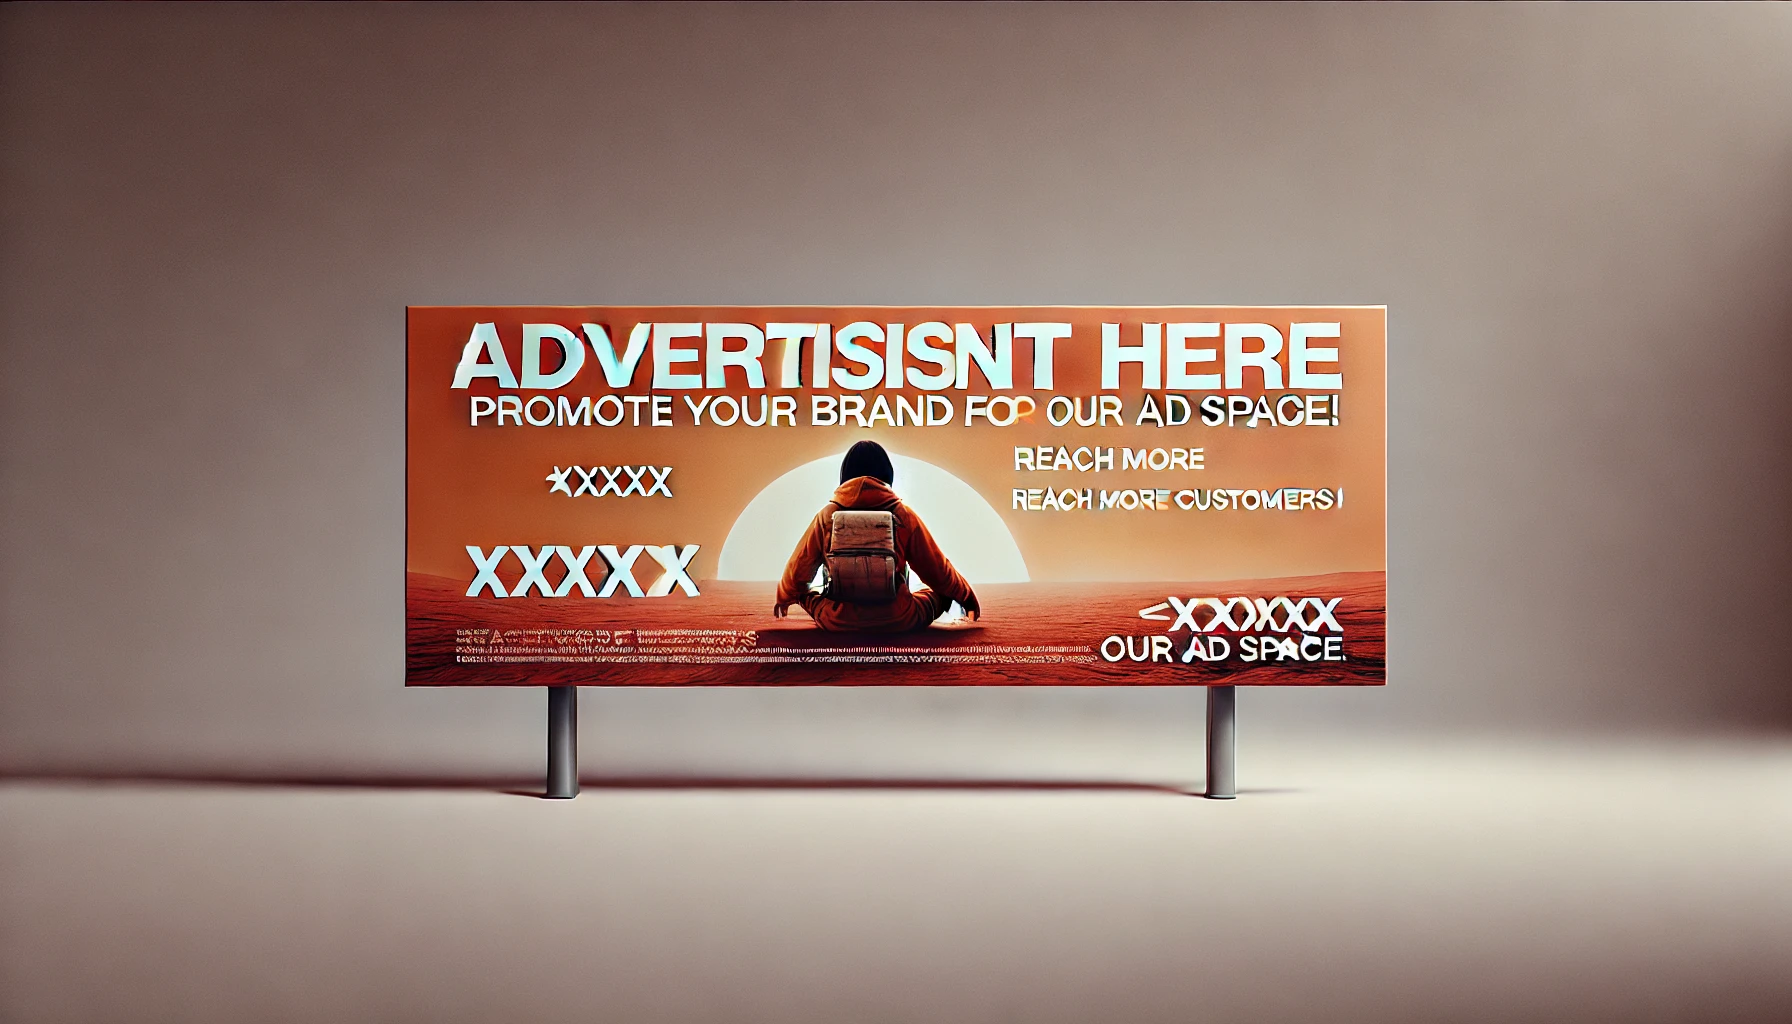 ADVERTISISNT HERE
PROMOTE YOUR BRAND FOR OUR AD SPACE!
XXXXX
REACH MORE
REACH MORE CUSTOMERS!
XXXXX
<XXXXX
OUR AD SPACE.